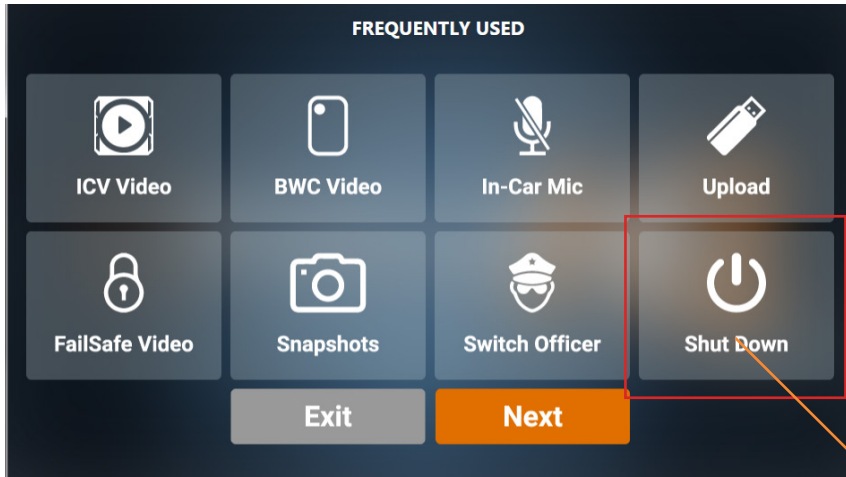 FREQUENTLY USED
ICV Video
BWC Video
In-Car Mic
Upload
FailSafe Video
Snapshots
Switch Officer
Shut Down
Exit
Next